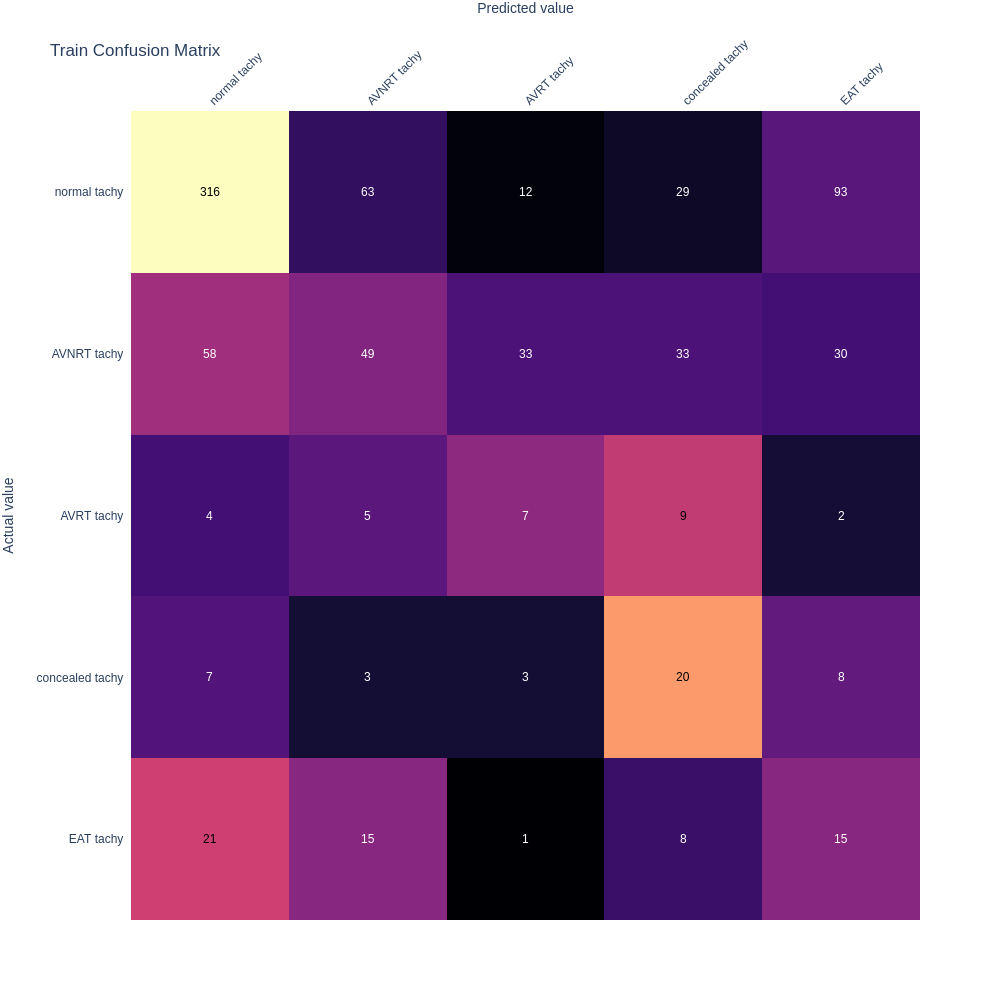 Predicted value
Train Confusion Matrix
normal tachy
AVNRT tachy
AVRT tachy
concealed tachy
EAT tachy
Actual value
normal tachy 316 63 12 29 93
AVNRT tachy 58 49 33 33 30
AVRT tachy 4 5 7 9 2
concealed tachy 7 3 3 20 8
EAT tachy 21 15 1 8 15